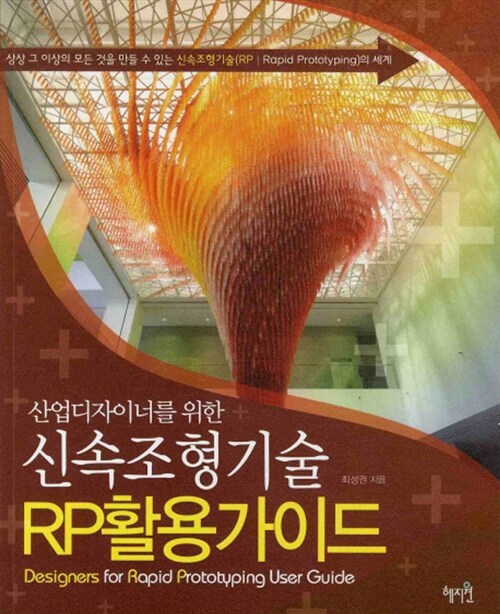 상상 그 이상의 모든 것을 만들 수 있는 신속조형기술(RP | Rapid Prototyping)의 세계
산업디자이너를 위한
신속조형기술
최성권 지음
RP활용가이드
Designers for Rapid Prototyping User Guide
혜지원